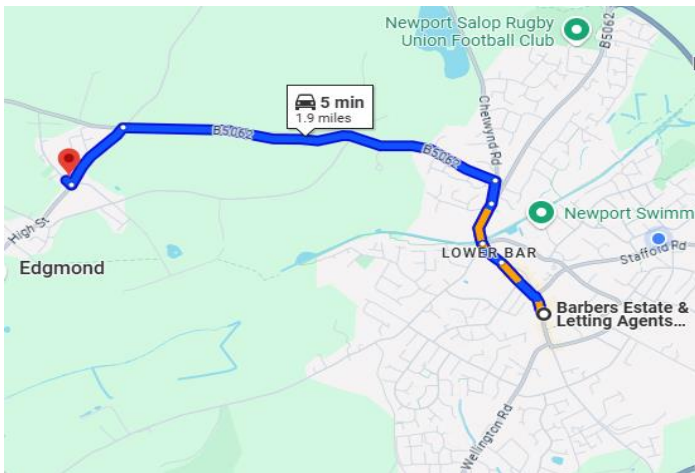 Newport Salop Rugby
Union Football Club
B5062
5 min
1.9 miles
Chetwynd Rd
B5062
B5062
High St
Newport Swimm
LOWER BAR
Stafford Rd
Edgmond
Barbers Estate &
Letting Agents...
Wellington Rd